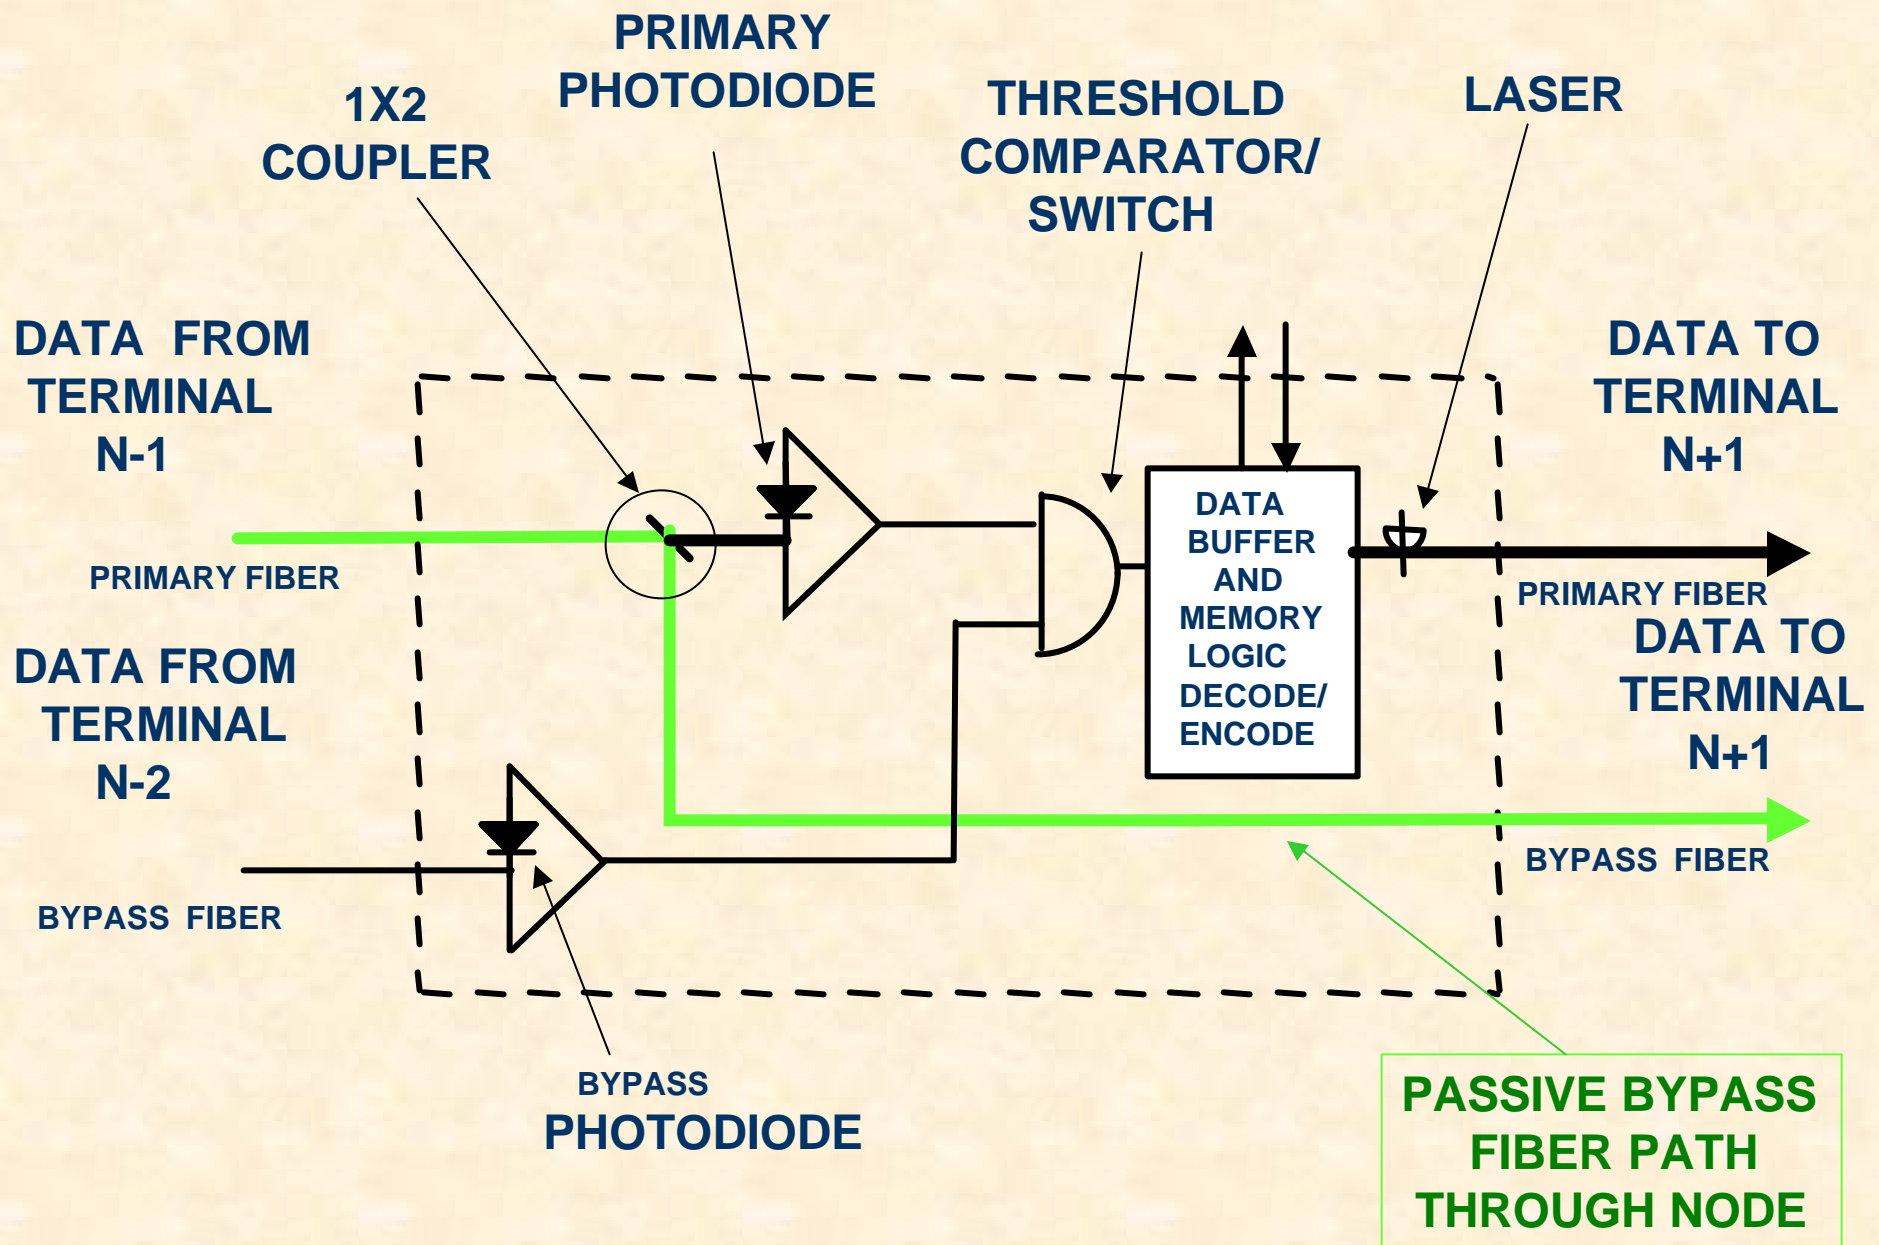 PRIMARY
PHOTODIODE
1X2
COUPLER
THRESHOLD
COMPARATOR/
SWITCH
LASER
DATA FROM
TERMINAL
N-1
PRIMARY FIBER
DATA FROM
TERMINAL
N-2
BYPASS FIBER
DATA
BUFFER
AND
MEMORY
LOGIC
DECODE/
ENCODE
DATA TO
TERMINAL
N+1
PRIMARY FIBER
DATA TO
TERMINAL
N+1
BYPASS FIBER
BYPASS
PHOTODIODE
PASSIVE BYPASS
FIBER PATH
THROUGH NODE